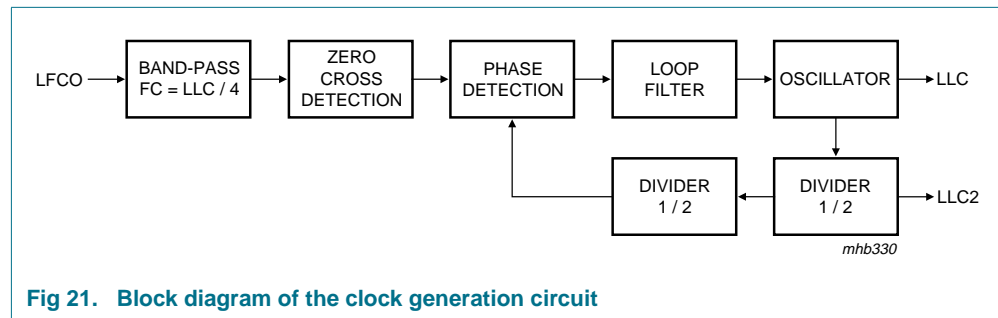 LFCO
BAND-PASS
FC = LLC / 4
ZERO
CROSS
DETECTION
PHASE
DETECTION
LOOP
FILTER
OSCILLATOR
LLC
DIVIDER
1 / 2
DIVIDER
1 / 2
LLC2
mhb330
Fig 21. Block diagram of the clock generation circuit